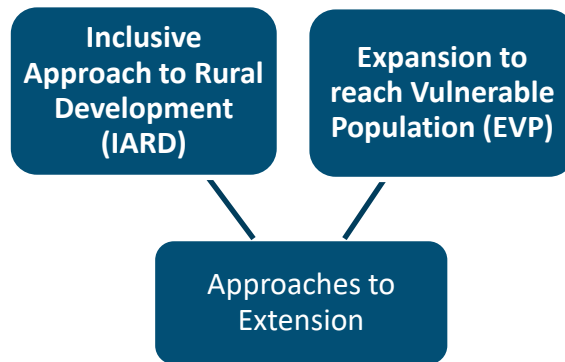 Inclusive
Approach to Rural
Development
(IARD)
Expansion to
reach Vulnerable
Population (EVP)
Approaches to
Extension